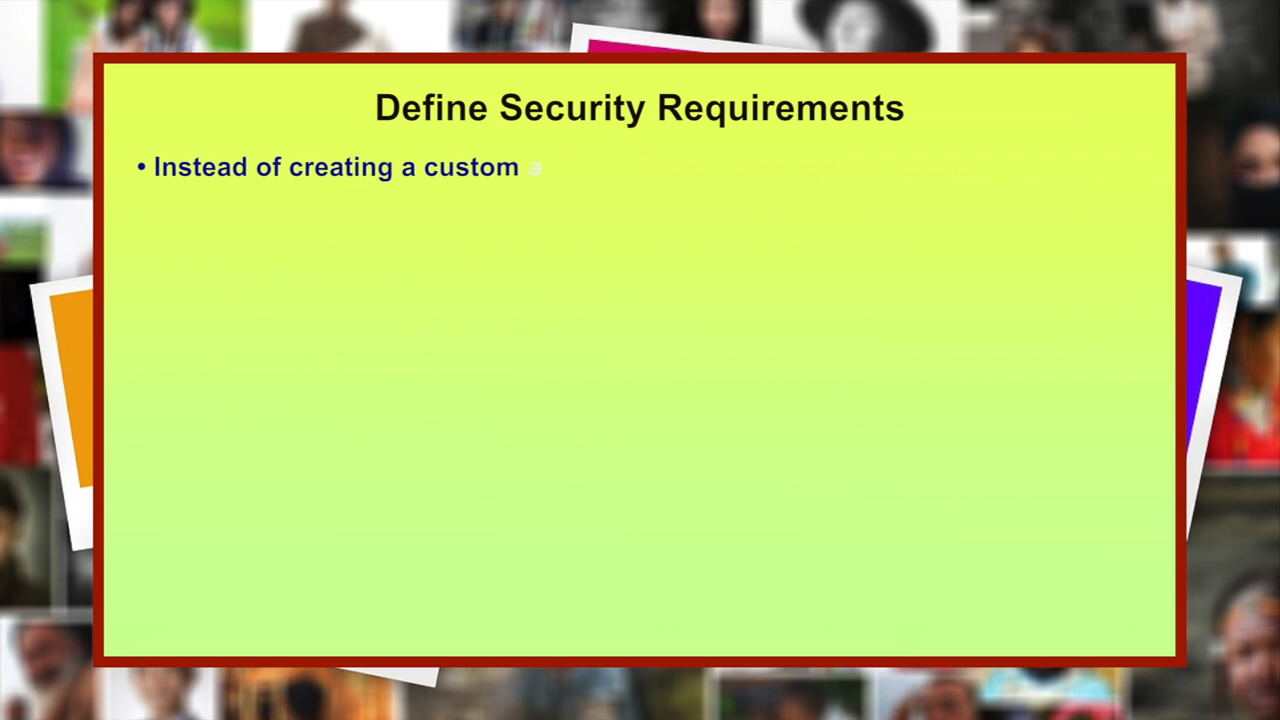 Define Security Requirements
• Instead of creating a custom a